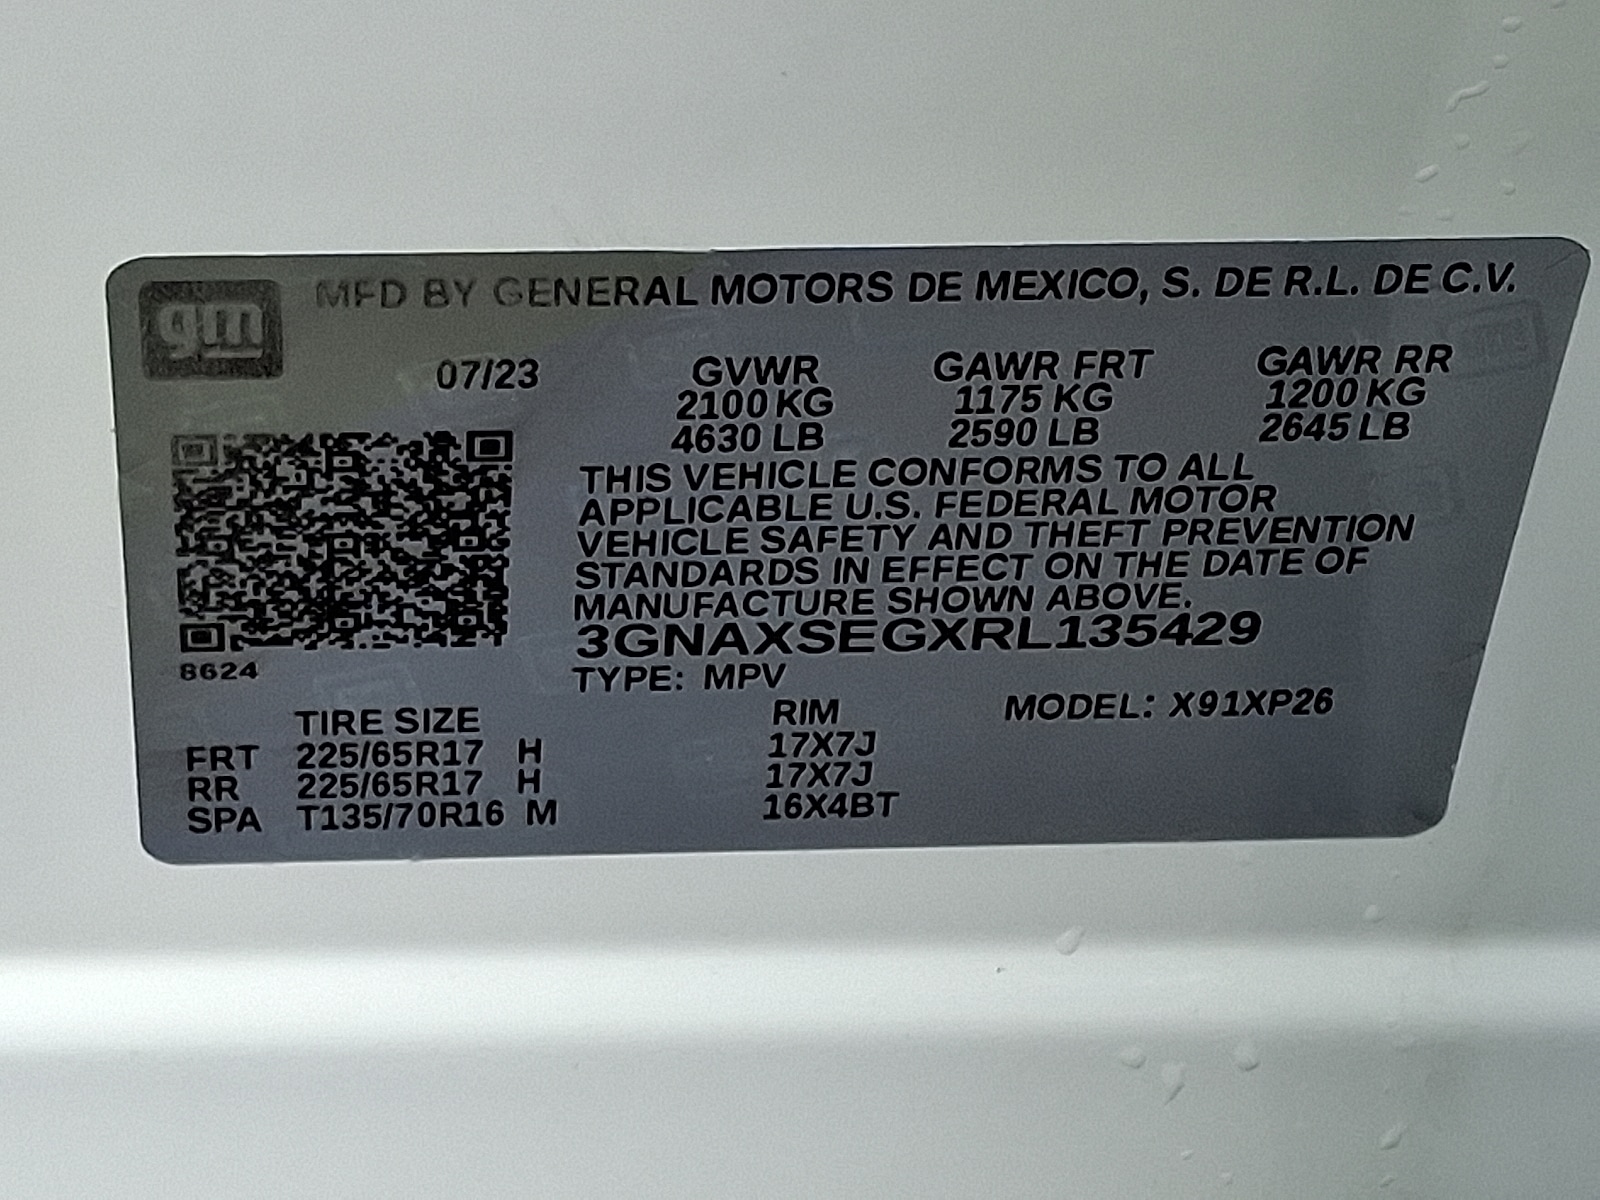 gm
MFD BY GENERAL MOTORS DE MEXICO, S. DE R.L. DE C.V.
07/23 GVWR GAWR FRT GAWR RR
2100 KG 1175 KG 1200 KG
4630 LB 2590 LB 2645 LB
THIS VEHICLE CONFORMS TO ALL
APPLICABLE U.S. FEDERAL MOTOR
VEHICLE SAFETY AND THEFT PREVENTION
STANDARDS IN EFFECT ON THE DATE OF
MANUFACTURE SHOWN ABOVE.
3GNAXSEGXRL135429
8624
TYPE: MPV
TIRE SIZE RIM MODEL: X91XP26
FRT 225/65R17 H 17X7J
RR 225/65R17 H 17X7J
SPA T135/70R16 M 16X4BT